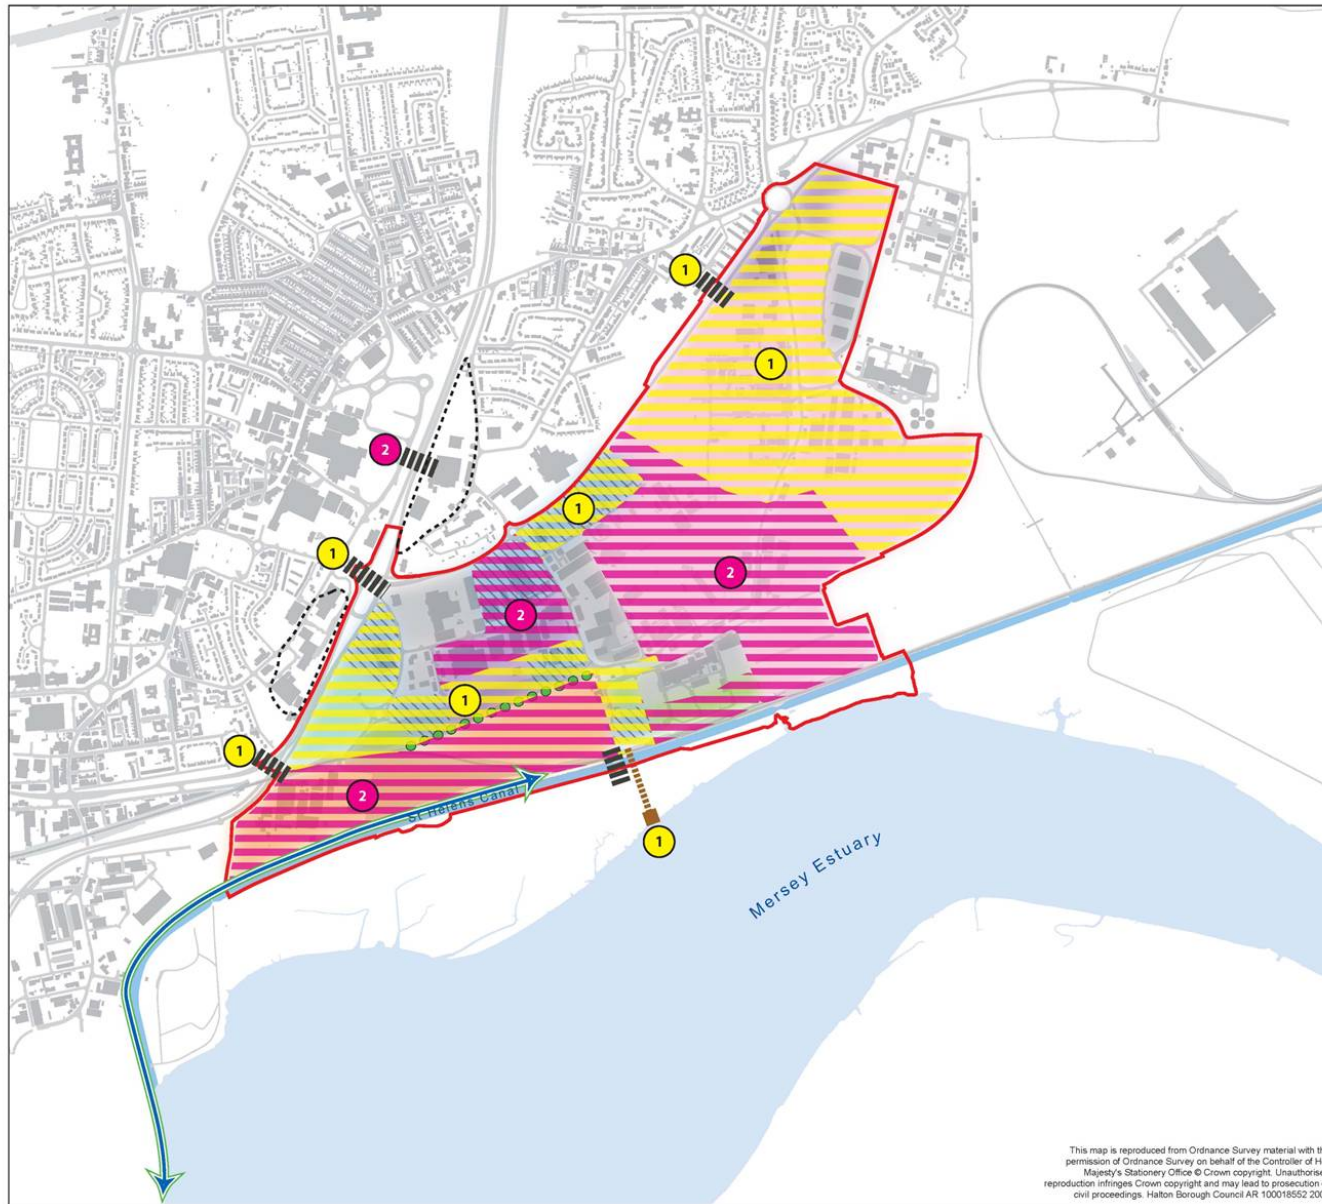 1
1
2
1
1
2
2
1
1
2
1
St Helens Canal
Mersey Estuary
This map is reproduced from Ordnance Survey material with th
permission of Ordnance Survey on behalf of the Controller of H
Majesty's Stationery Office © Crown copyright. Unauthorise
reproduction infringes Crown copyright and may lead to prosecution
civil proceedings. Halton Borough Council AR 100018552 20